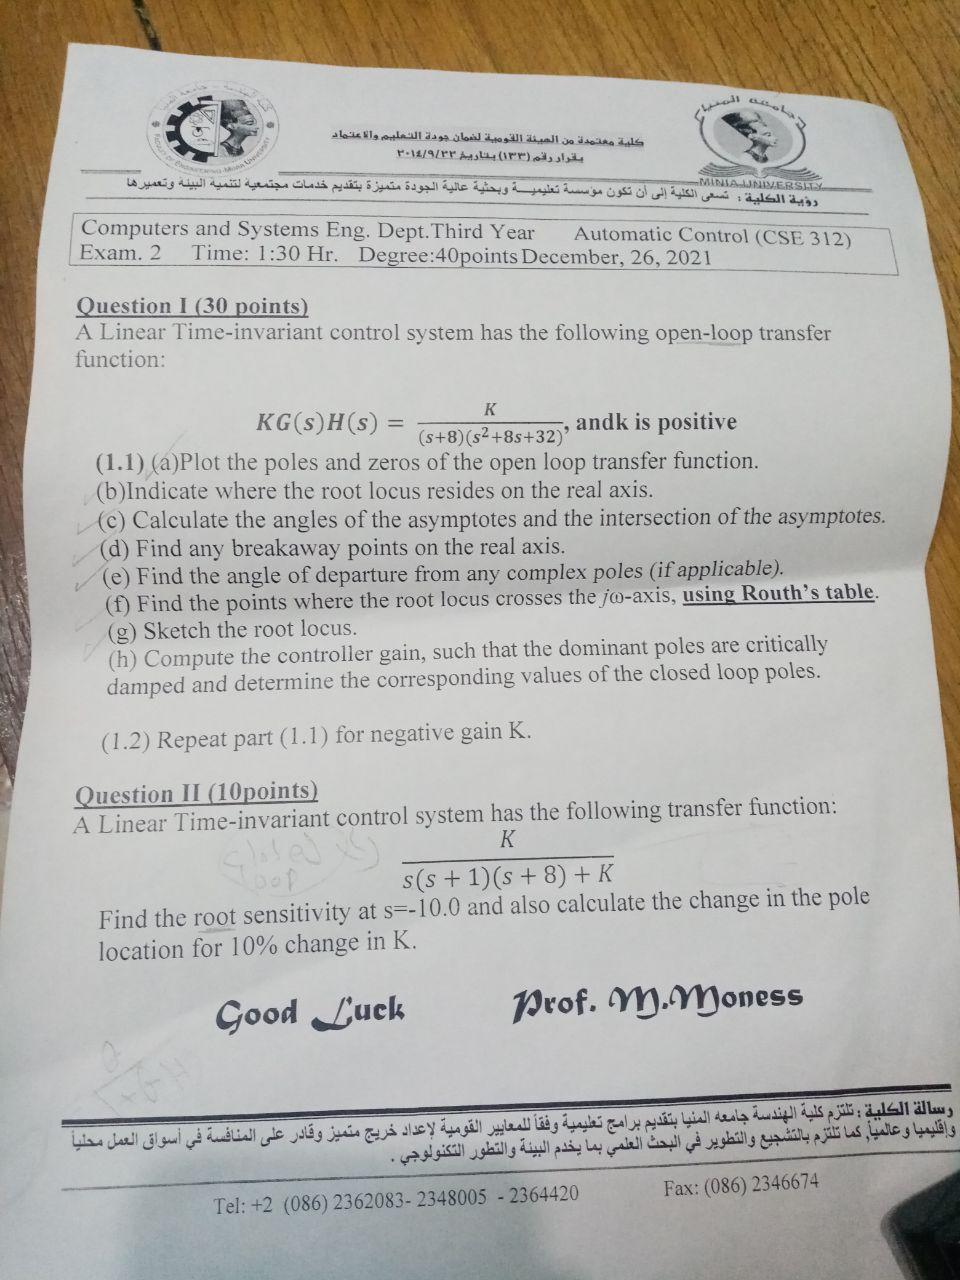 كلية الهندسة جامعة المنيا
FACULTY OF ENGINEERING-MINIA UNIVERSITY
جامعة المنيا
MINIA UNIVERSITY
كلية معتمدة من الهيئة القومية لضمان جودة التعليم والاعتماد
بقرار رقم (١٣٣) بتاريخ ٢٠١٤/٩/٢٣
رؤية الكلية : تسعى الكلية إلى أن تكون مؤسسة تعليمية وبحثية عالية الجودة متميزة بتقديم خدمات مجتمعيه لتنمية البيئة وتعميرها
Computers and Systems Eng. Dept.Third Year Automatic Control (CSE 312)
Exam. 2 Time: 1:30 Hr. Degree:40points December, 26, 2021
Question I (30 points)
A Linear Time-invariant control system has the following open-loop transfer
function:
KG(s)H(s) = K/((s+8)(s²+8s+32)), andk is positive
(1.1) (a)Plot the poles and zeros of the open loop transfer function.
(b)Indicate where the root locus resides on the real axis.
(c) Calculate the angles of the asymptotes and the intersection of the asymptotes.
(d) Find any breakaway points on the real axis.
(e) Find the angle of departure from any complex poles (if applicable).
(f) Find the points where the root locus crosses the jω-axis, using Routh's table.
(g) Sketch the root locus.
(h) Compute the controller gain, such that the dominant poles are critically
damped and determine the corresponding values of the closed loop poles.
(1.2) Repeat part (1.1) for negative gain K.
Question II (10points)
A Linear Time-invariant control system has the following transfer function:
closed
loop
K
s(s + 1)(s + 8) + K
Find the root sensitivity at s=-10.0 and also calculate the change in the pole
location for 10% change in K.
Good Luck Prof. M.Moness
رسالة الكلية : تلتزم كلية الهندسة جامعه المنيا بتقديم برامج تعليمية وفقاً للمعايير القومية لإعداد خريج متميز وقادر على المنافسة في أسواق العمل محلياً
وإقليميا وعالمياً, كما تلتزم بالتشجيع والتطوير في البحث العلمي بما يخدم البيئة والتطور التكنولوجي .
Tel: +2 (086) 2362083- 2348005 - 2364420 Fax: (086) 2346674